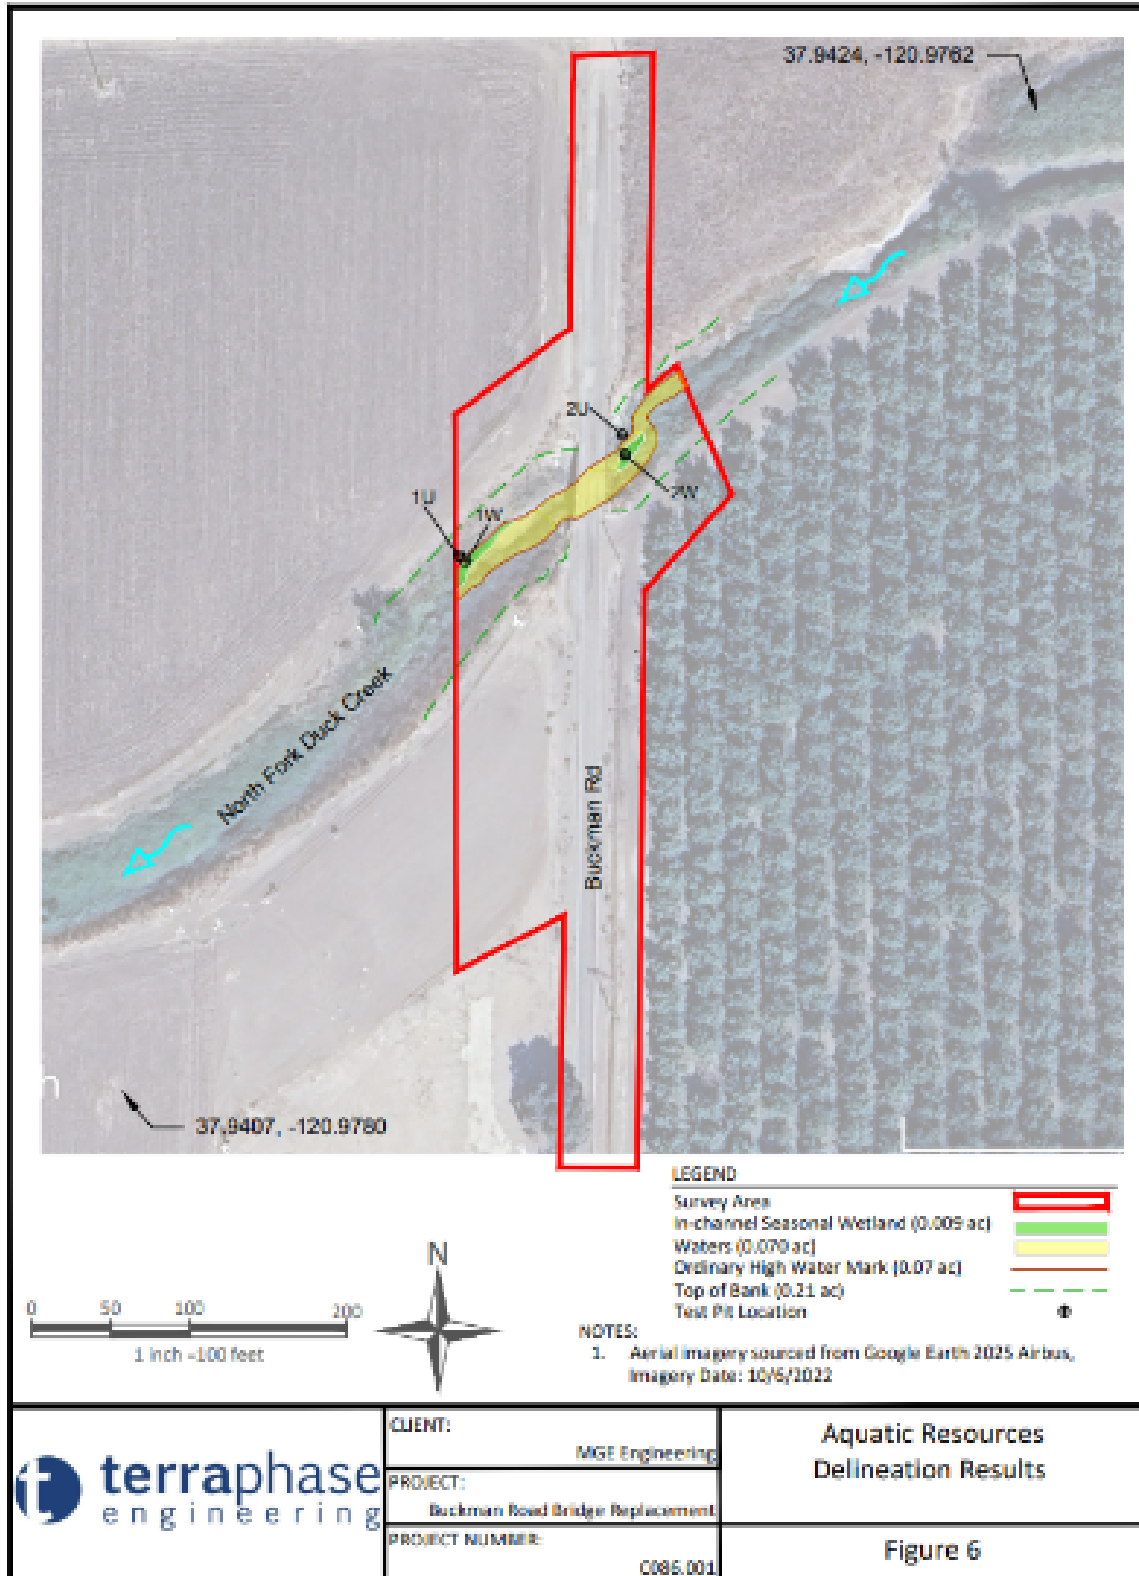 37.9424, -120.9762
2U
2W
1U
1W
North Fork Duck Creek
Buckman Rd
37.9407, -120.9780
LEGEND
Survey Area
In-channel Seasonal Wetland (0.009 ac)
Waters (0.070 ac)
Ordinary High Water Mark (0.07 ac)
Top of Bank (0.21 ac)
Test Pit Location
N
0 50 100 200
1 inch =100 feet
NOTES:
1. Aerial imagery sourced from Google Earth 2025 Airbus,
Imagery Date: 10/6/2022
terraphase
engineering
CLIENT:
MGE Engineering
PROJECT:
Buckman Road Bridge Replacement
PROJECT NUMBER:
C086.001
Aquatic Resources
Delineation Results
Figure 6